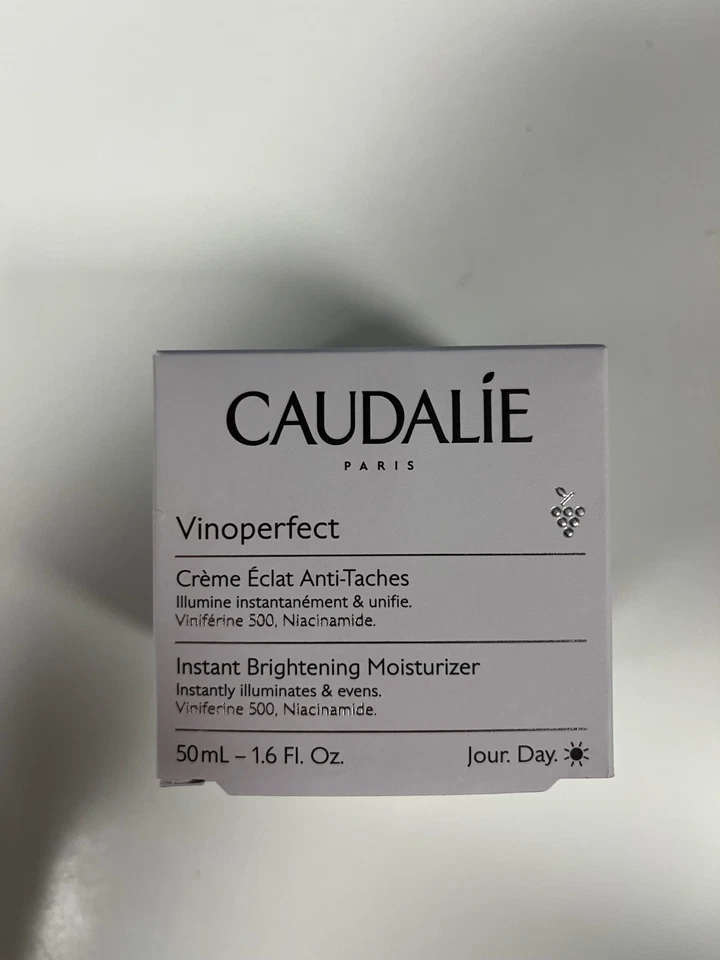 CAUDALÍE
PARIS
Vinoperfect
Crème Éclat Anti-Taches
Illumine instantanément & unifie.
Viniférine 500, Niacinamide.
Instant Brightening Moisturizer
Instantly illuminates & evens.
Viniferine 500, Niacinamide.
50mL – 1.6 Fl. Oz.
Jour. Day.